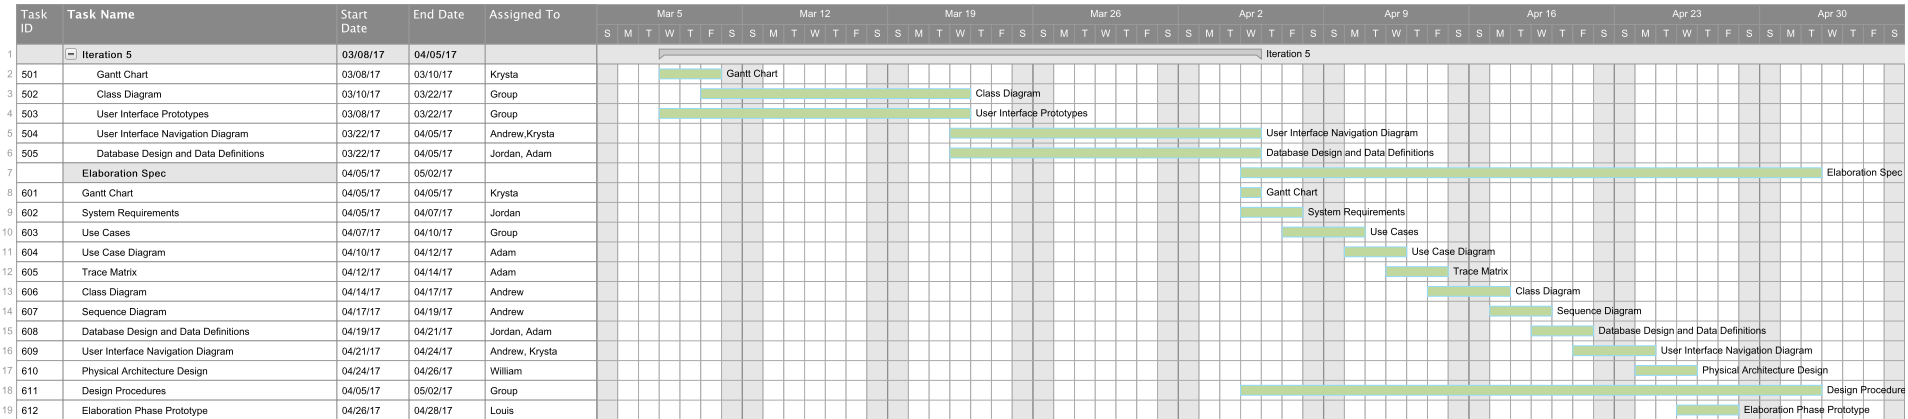 Task ID Task Name Start Date End Date Assigned To Mar 5 Mar 12 Mar 19 Mar 26 Apr 2 Apr 9 Apr 16 Apr 23 Apr 30
S M T W T F S S M T W T F S S M T W T F S S M T W T F S S M T W T F S S M T W T F S S M T W T F S S M T W T F S S M T W T F S
1 Iteration 5 03/08/17 04/05/17 Iteration 5
2 501 Gantt Chart 03/08/17 03/10/17 Krysta Gantt Chart
3 502 Class Diagram 03/10/17 03/22/17 Group Class Diagram
4 503 User Interface Prototypes 03/08/17 03/22/17 Group User Interface Prototypes
5 504 User Interface Navigation Diagram 03/22/17 04/05/17 Andrew,Krysta User Interface Navigation Diagram
6 505 Database Design and Data Definitions 03/22/17 04/05/17 Jordan, Adam Database Design and Data Definitions
7 Elaboration Spec 04/05/17 05/02/17 Elaboration Spec
8 601 Gantt Chart 04/05/17 04/05/17 Krysta Gantt Chart
9 602 System Requirements 04/05/17 04/07/17 Jordan System Requirements
10 603 Use Cases 04/07/17 04/10/17 Group Use Cases
11 604 Use Case Diagram 04/10/17 04/12/17 Adam Use Case Diagram
12 605 Trace Matrix 04/12/17 04/14/17 Adam Trace Matrix
13 606 Class Diagram 04/14/17 04/17/17 Andrew Class Diagram
14 607 Sequence Diagram 04/17/17 04/19/17 Andrew Sequence Diagram
15 608 Database Design and Data Definitions 04/19/17 04/21/17 Jordan, Adam Database Design and Data Definitions
16 609 User Interface Navigation Diagram 04/21/17 04/24/17 Andrew, Krysta User Interface Navigation Diagram
17 610 Physical Architecture Design 04/24/17 04/26/17 William Physical Architecture Design
18 611 Design Procedures 04/05/17 05/02/17 Group Design Procedure
19 612 Elaboration Phase Prototype 04/26/17 04/28/17 Louis Elaboration Phase Prototype